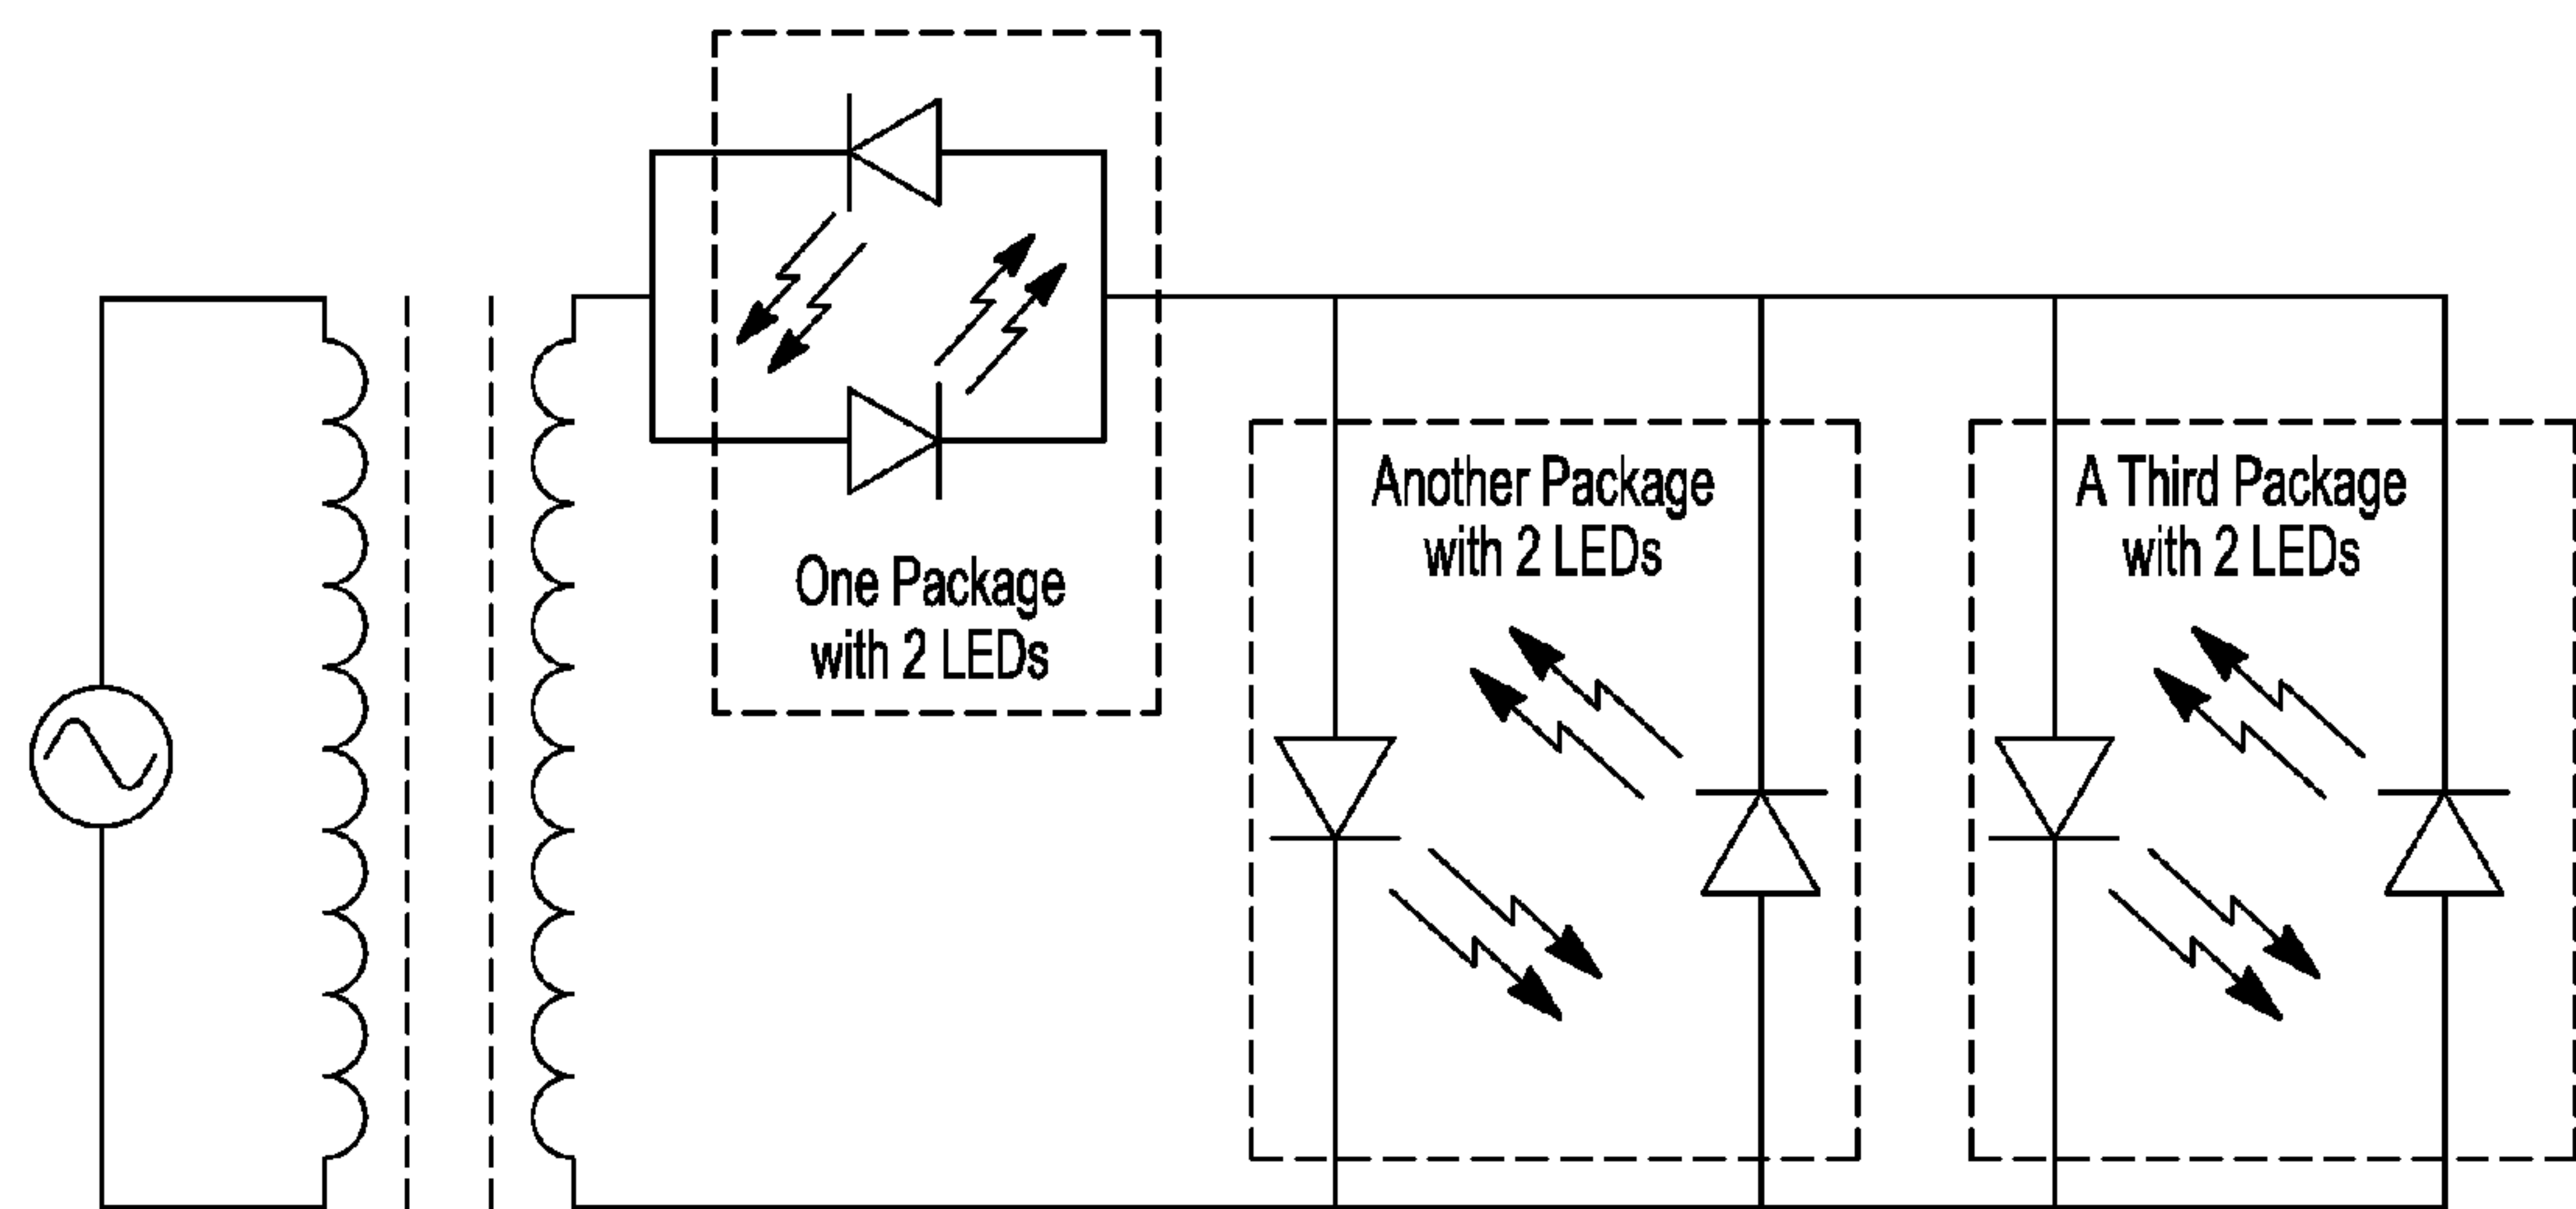 One Package
with 2 LEDs
Another Package
with 2 LEDs
A Third Package
with 2 LEDs